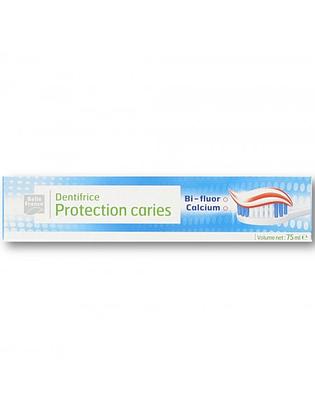 Belle
France
Dentifrice
Protection caries
Bi-fluor
Calcium
Volume net : 75 ml e